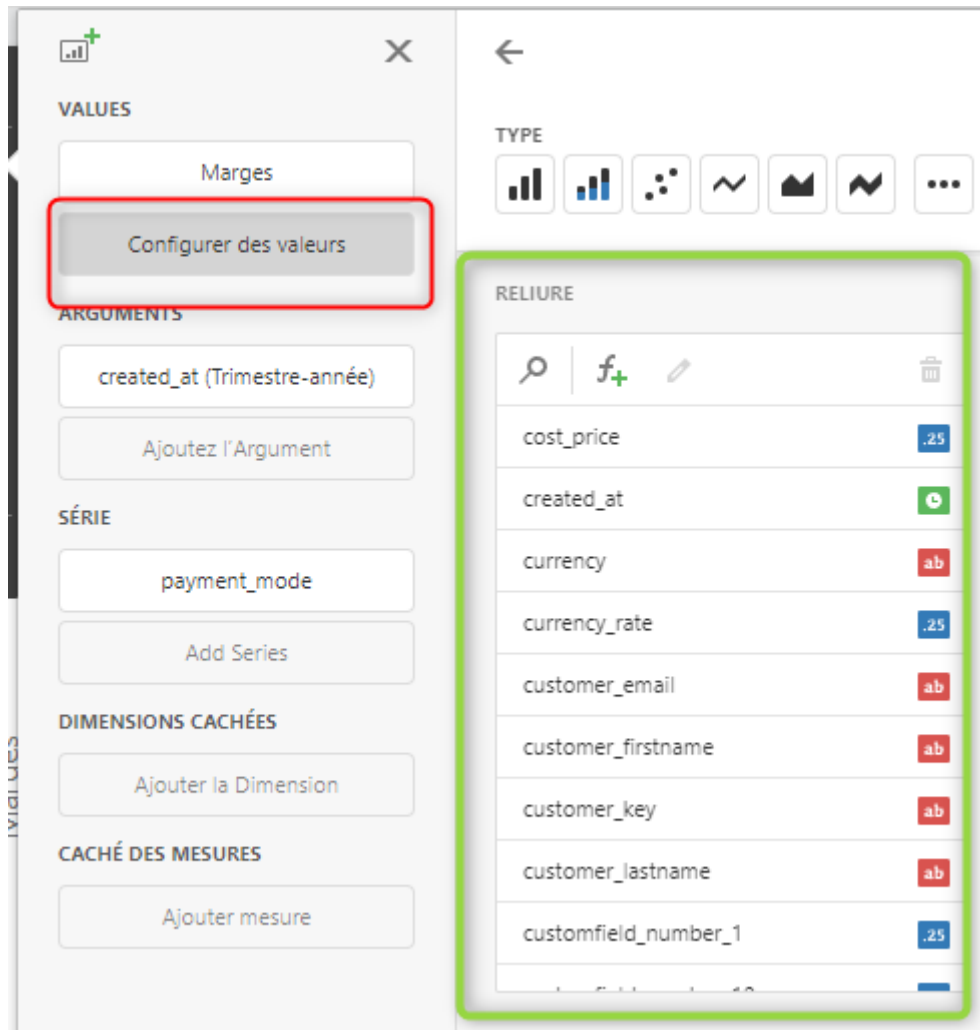 VALUES
Marges
Configurer des valeurs
ARGUMENTS
created_at (Trimestre-année)
Ajoutez l'Argument
SÉRIE
payment_mode
Add Series
DIMENSIONS CACHÉES
Ajouter la Dimension
CACHÉ DES MESURES
Ajouter mesure
TYPE
RELIURE
cost_price .25
created_at
currency ab
currency_rate .25
customer_email ab
customer_firstname ab
customer_key ab
customer_lastname ab
customfield_number_1 .25